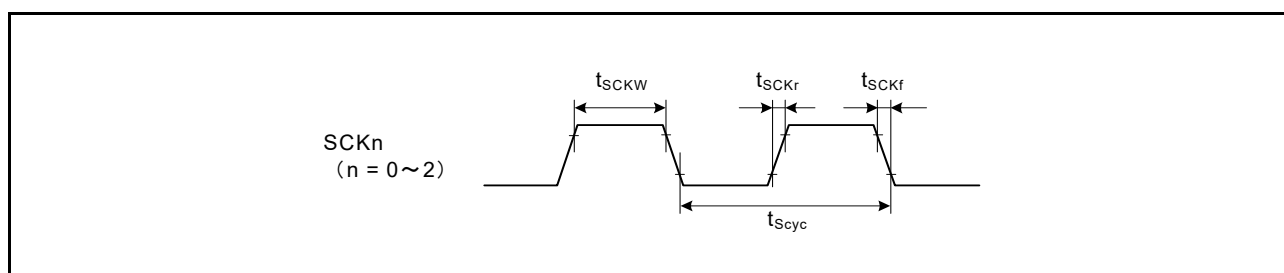 tSCKW
tSCKr
tSCKf
SCKn
（n = 0～2）
tScyc